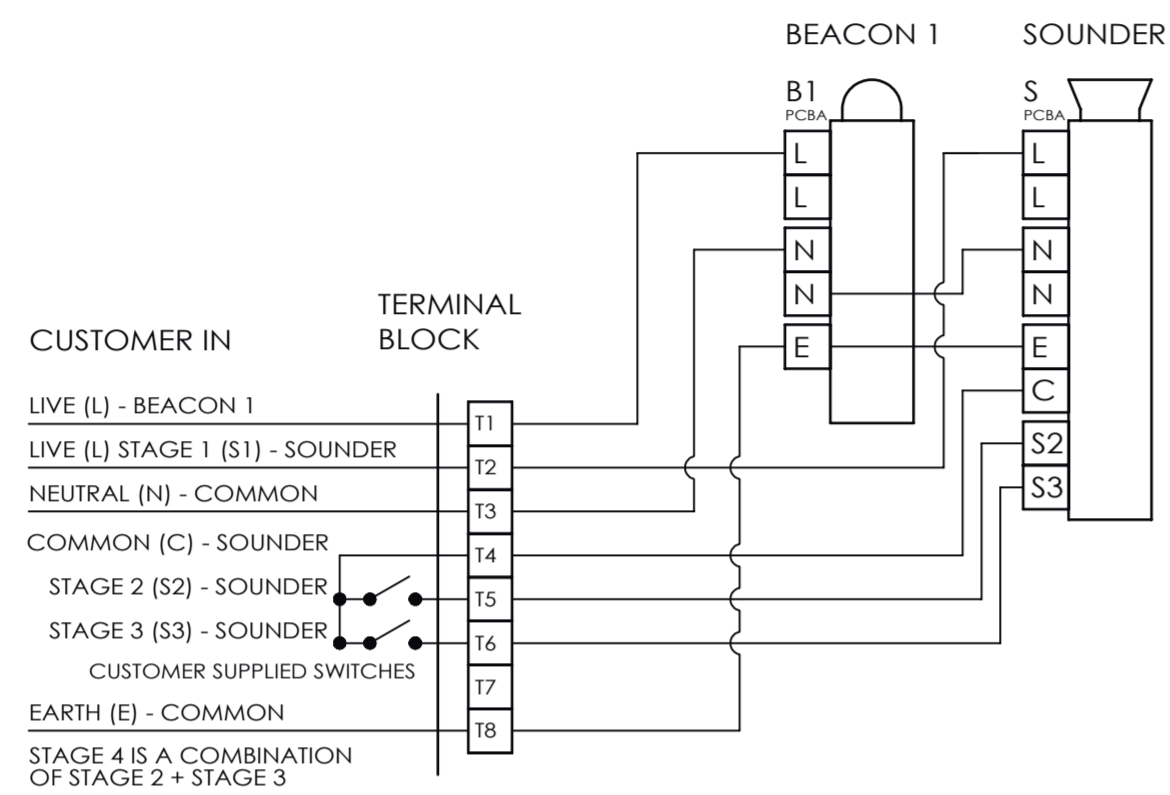 BEACON 1
SOUNDER
B1
PCBA
L
L
N
N
E
S
PCBA
L
L
N
N
E
C
S2
S3
CUSTOMER IN
TERMINAL
BLOCK
LIVE (L) - BEACON 1
LIVE (L) STAGE 1 (S1) - SOUNDER
NEUTRAL (N) - COMMON
COMMON (C) - SOUNDER
STAGE 2 (S2) - SOUNDER
STAGE 3 (S3) - SOUNDER
CUSTOMER SUPPLIED SWITCHES
EARTH (E) - COMMON
STAGE 4 IS A COMBINATION
OF STAGE 2 + STAGE 3
T1
T2
T3
T4
T5
T6
T7
T8